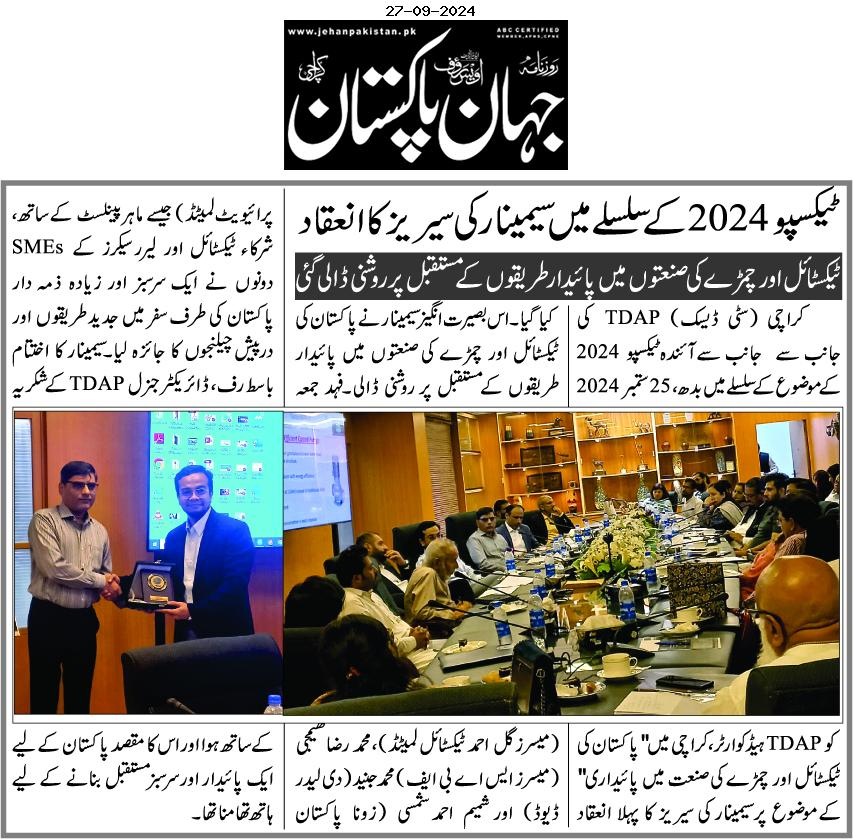 27-09-2024
www.jehanpakistan.pk
ABC CERTIFIED
MEMBER, APNS, CPNE
روزنامہ
کراچی
جہان پاکستان
ٹیکسپو 2024 کے سلسلے میں سیمینار کی سیریز کا انعقاد
ٹیکسٹائل اور چمڑے کی صنعتوں میں پائیدار طریقوں کے مستقبل پر روشنی ڈالی گئی
کراچی (سٹی ڈیسک) TDAP کی
جانب سے جانب سے آئندہ ٹیکسپو 2024
کے موضوع کے سلسلے میں بدھ، 25 ستمبر 2024
کو TDAP ہیڈ کوارٹر، کراچی میں "پاکستان کی
ٹیکسٹائل اور چمڑے کی صنعت میں پائیداری"
کے موضوع پر سیمینار کی سیریز کا پہلا انعقاد
کیا گیا۔ اس بصیرت انگیز سیمینار نے پاکستان کی
ٹیکسٹائل اور چمڑے کی صنعتوں میں پائیدار
طریقوں کے مستقبل پر روشنی ڈالی۔ فہد جمعہ
(میسرز گل احمد ٹیکسٹائل لمیٹڈ)، محمد رضا
(میسرز ایس اے بی ایف) محمد جنید (دی لیدر
ڈیوڈ) اور شمیم احمد شمسی (زونا پاکستان
پرائیویٹ لمیٹڈ) جیسے ماہر پینلسٹ کے ساتھ،
شرکاء ٹیکسٹائل اور لیرر سیکرز کے SMEs
دونوں نے ایک سرسبز اور زیادہ ذمہ دار
پاکستان کی طرف سفر میں جدید طریقوں اور
درپیش چیلنجوں کا جائزہ لیا۔ سیمینار کا اختتام
باسط رف، ڈائریکٹر جنرل TDAP کے شکریہ
کے ساتھ ہوا اور اس کا مقصد پاکستان کے لیے
ایک پائیدار اور سرسبز مستقبل بنانے کے لیے
ہاتھ تھامنا تھا۔